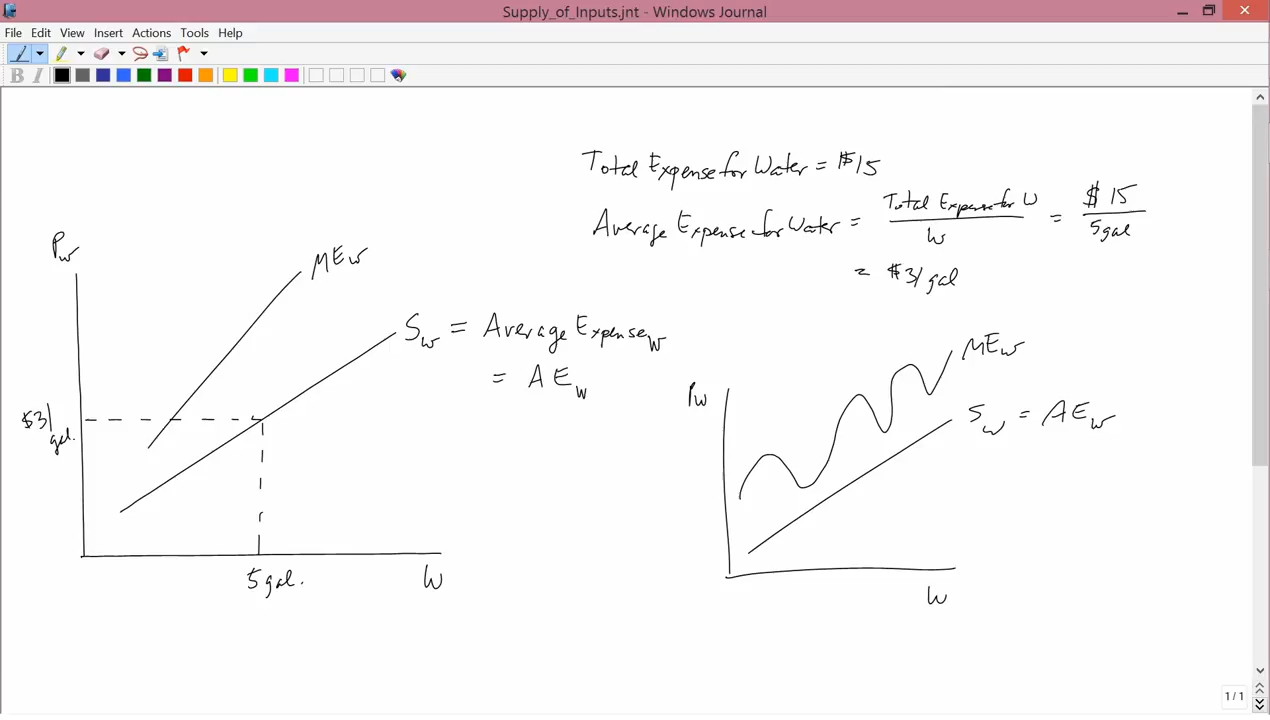 Supply_of_Inputs.jnt - Windows Journal
File Edit View Insert Actions Tools Help
B I
Total Expense for Water = $15
Average Expense for Water = Total Expense for W / W = $15 / 5gal
= $3/gal
Pw
MEw
Sw = Average Expensew
= AEw
$3/gal.
5 gal.
W
Pw
MEw
Sw = AEw
W
1 / 1